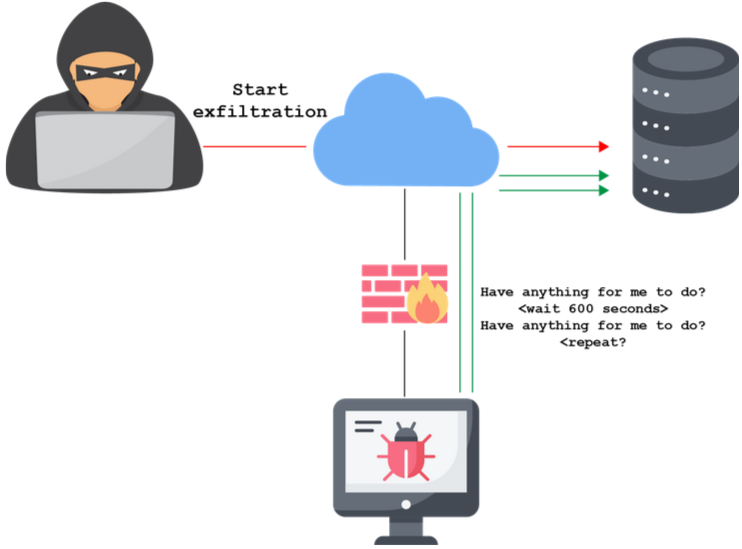 Start
exfiltration
Have anything for me to do?
<wait 600 seconds>
Have anything for me to do?
<repeat?